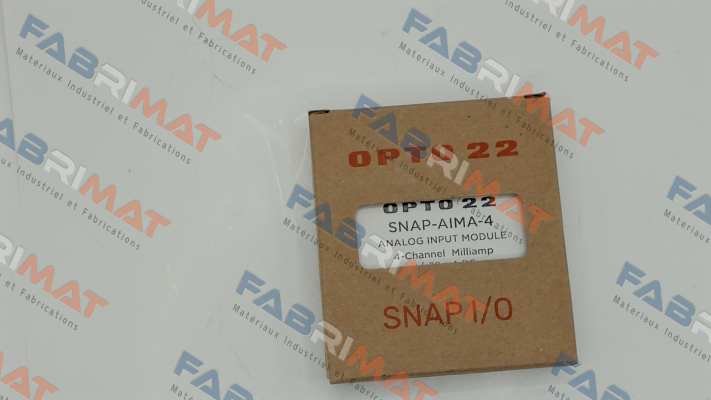 OPTO 22
OPTO 22
SNAP-AIMA-4
ANALOG INPUT MODULE
4-Channel Milliamp
SNAP I/O
FABRIMAT
Matériaux Industriel et Fabrications